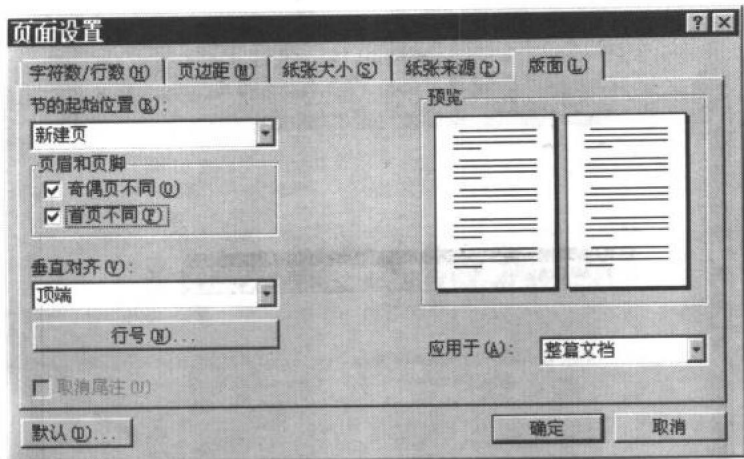 页面设置
字符数/行数(H) 页边距(M) 纸张大小(S) 纸张来源(P) 版面(L)
节的起始位置(R):
新建页
页眉和页脚
奇偶页不同(O)
首页不同(F)
垂直对齐(V):
顶端
行号(N)...
取消尾注(U)
预览
应用于(A):
整篇文档
默认(D)...
确定
取消